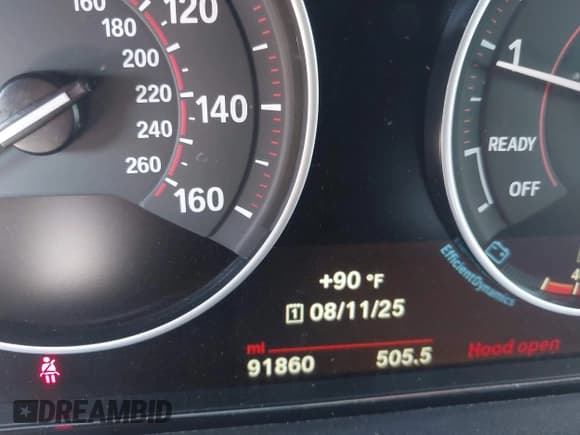 160
180
200
220
240
260
120
140
160
1
READY
OFF
EfficientDynamics
+90 °F
1 08/11/25
mi
91860 505.5
Hood open
DREAMBID